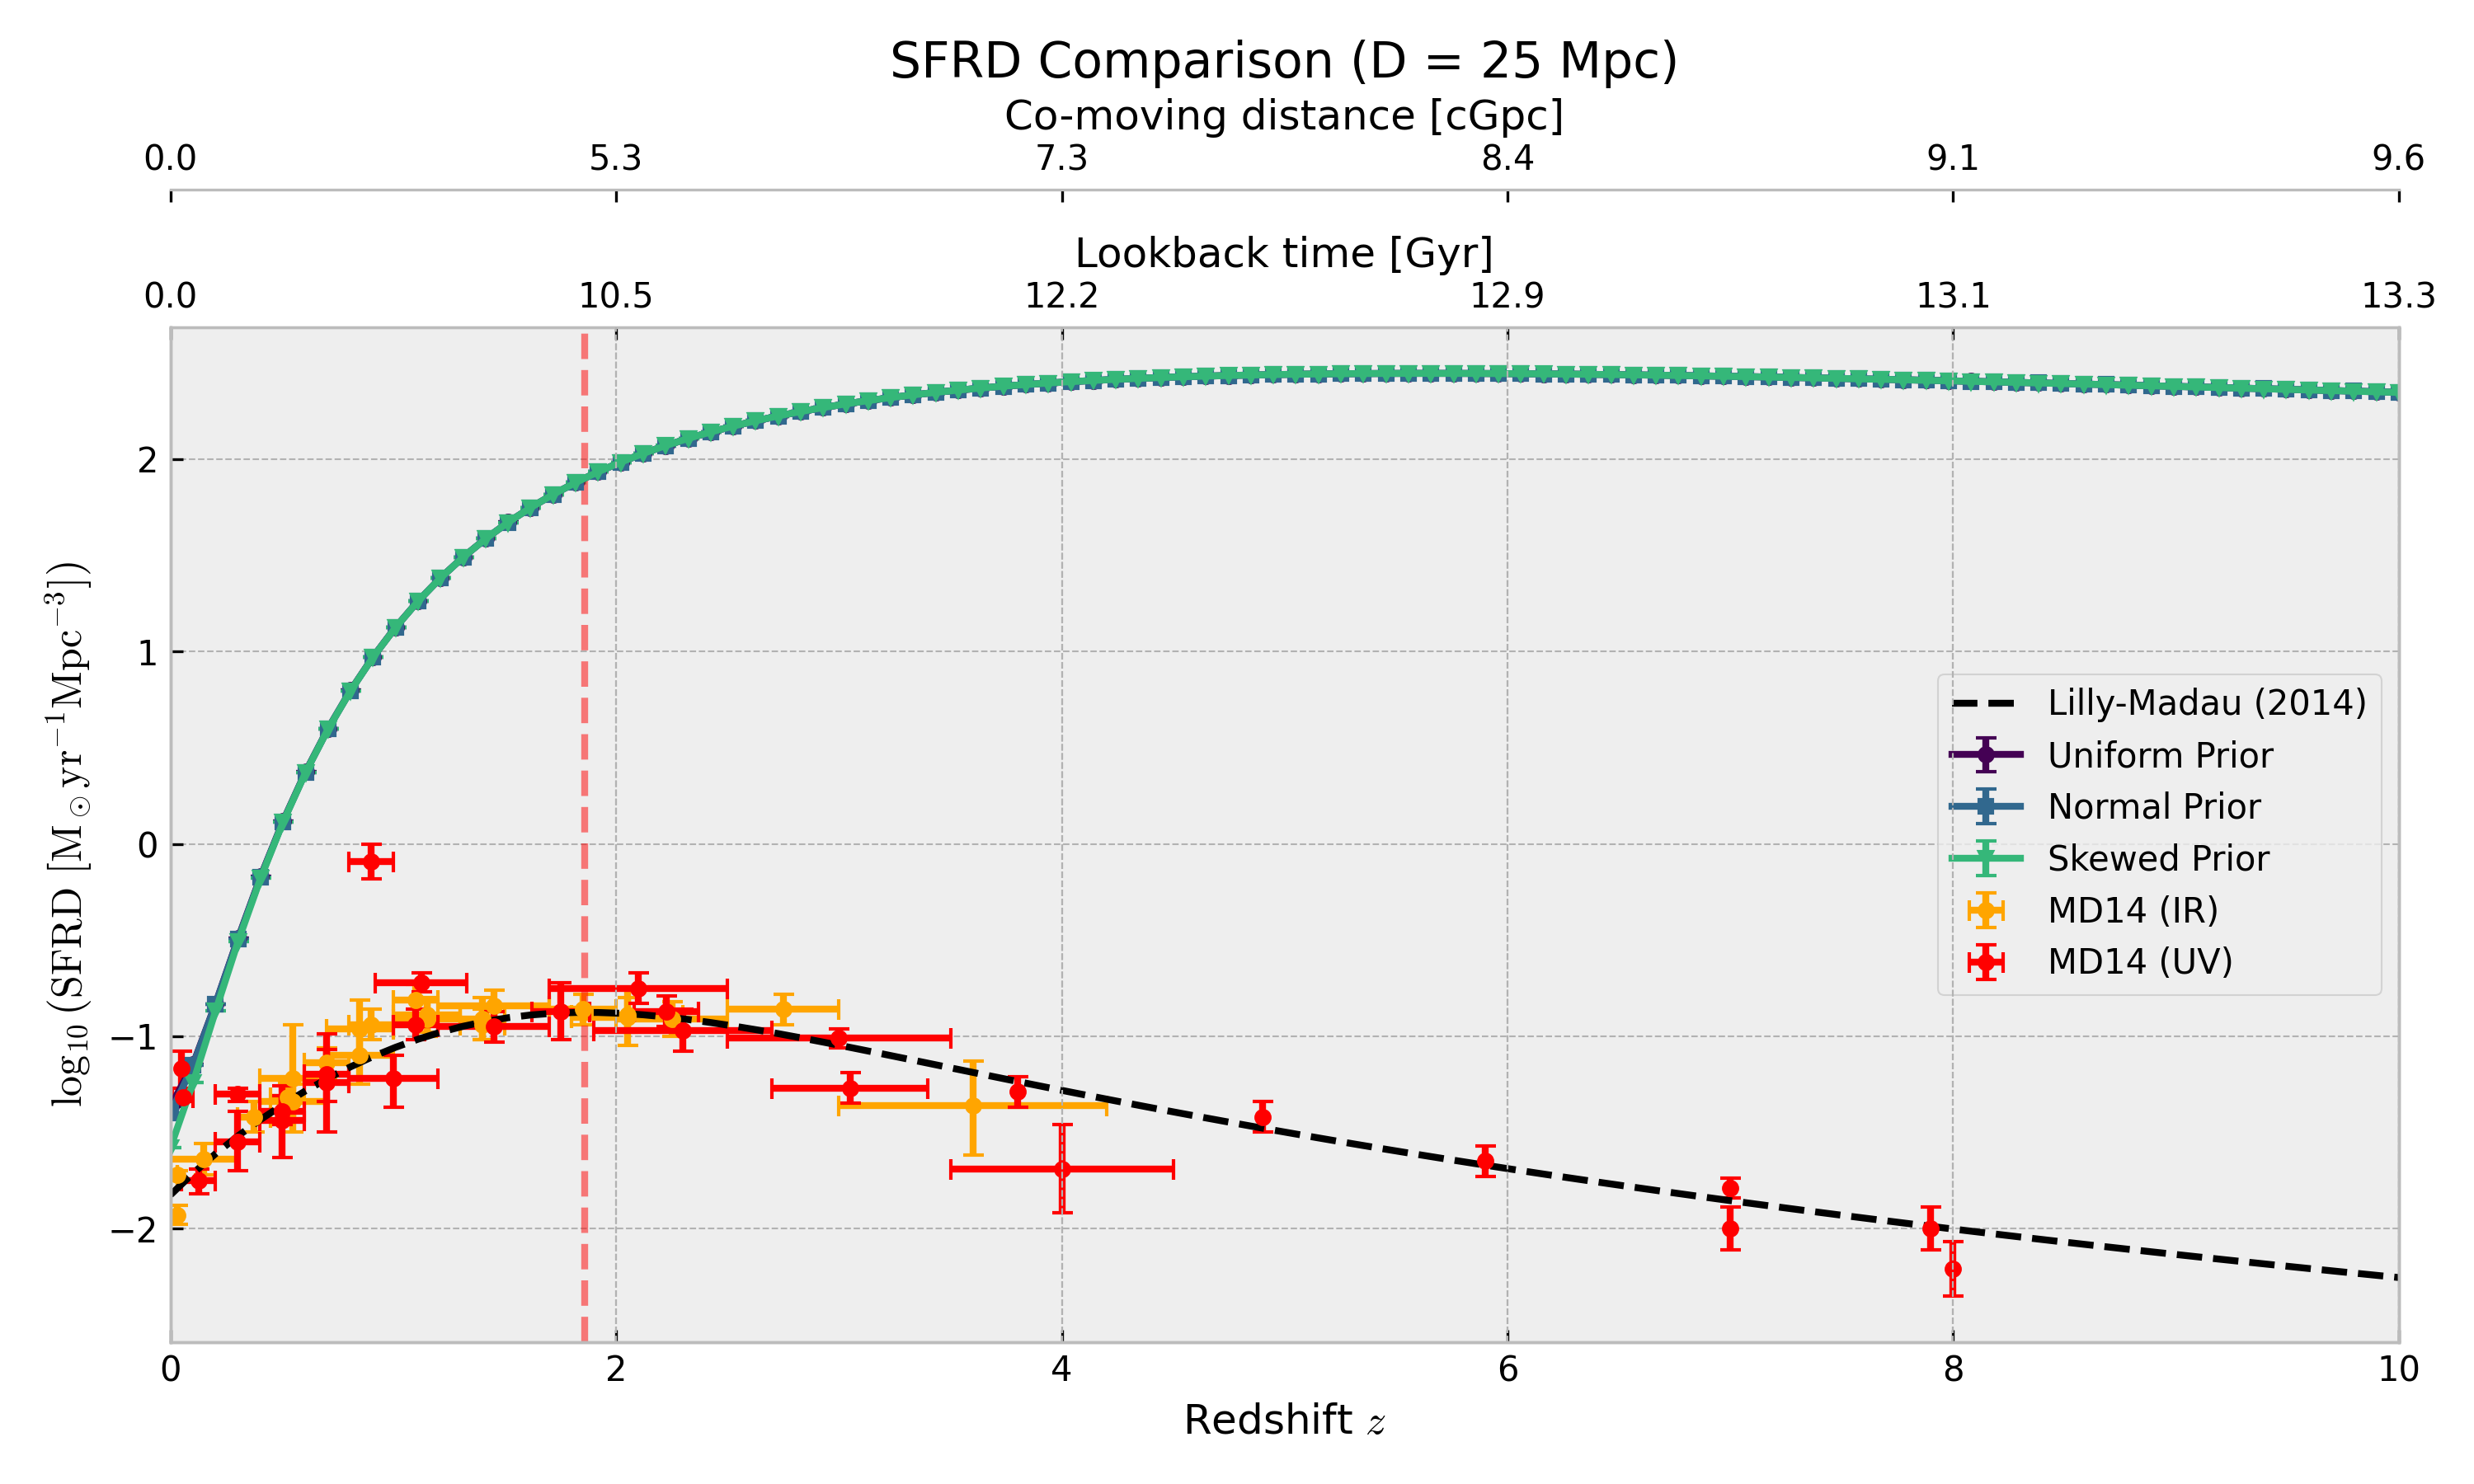 SFRD Comparison (D = 25 Mpc)
Co-moving distance [cGpc]
0.0 5.3 7.3 8.4 9.1 9.6
Lookback time [Gyr]
0.0 10.5 12.2 12.9 13.1 13.3
log₁₀ (SFRD [M⊙yr⁻¹Mpc⁻³])
2
1
0
−1
−2
Lilly-Madau (2014)
Uniform Prior
Normal Prior
Skewed Prior
MD14 (IR)
MD14 (UV)
0 2 4 6 8 10
Redshift z